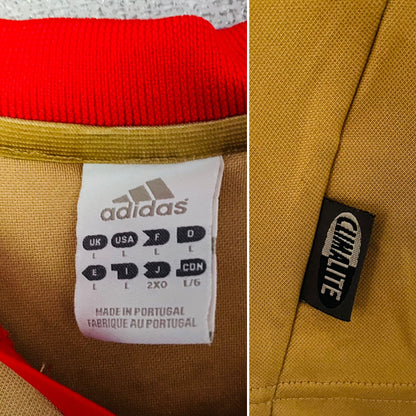 adidas
UK USA F D
L L L L
E I J CDN
L L 2XO L/G
MADE IN PORTUGAL
FABRIQUE AU PORTUGAL
CLIMALITE